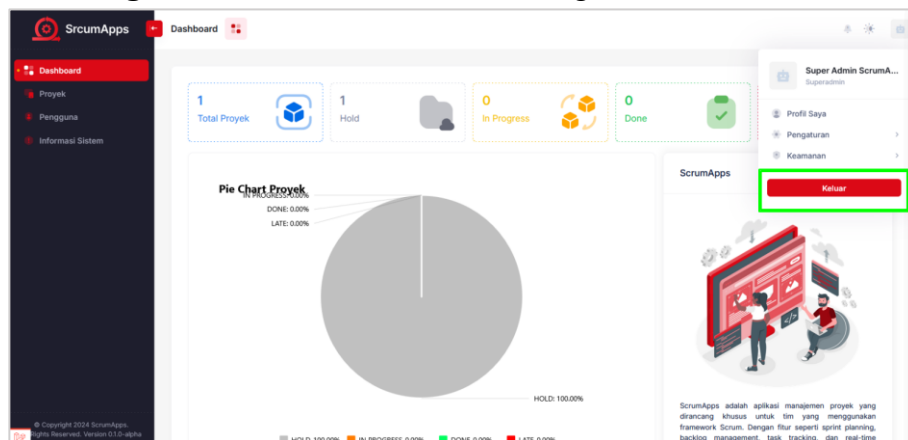 SrcumApps
Dashboard
Dashboard
Proyek
Pengguna
Informasi Sistem
1
Total Proyek
1
Hold
0
In Progress
0
Done
Super Admin ScrumA...
Superadmin
Profil Saya
Pengaturan
Keamanan
Keluar
Pie Chart Proyek
IN PROGRESS: 0.00%
DONE: 0.00%
LATE: 0.00%
HOLD: 100.00%
HOLD: 100.00% IN PROGRESS: 0.00% DONE: 0.00% LATE: 0.00%
ScrumApps
ScrumApps adalah aplikasi manajemen proyek yang
dirancang khusus untuk tim yang menggunakan
framework Scrum. Dengan fitur seperti sprint planning,
backlog management, task tracking, dan real-time
© Copyright 2024 ScrumApps.
Rights Reserved. Version 0.1.0-alpha